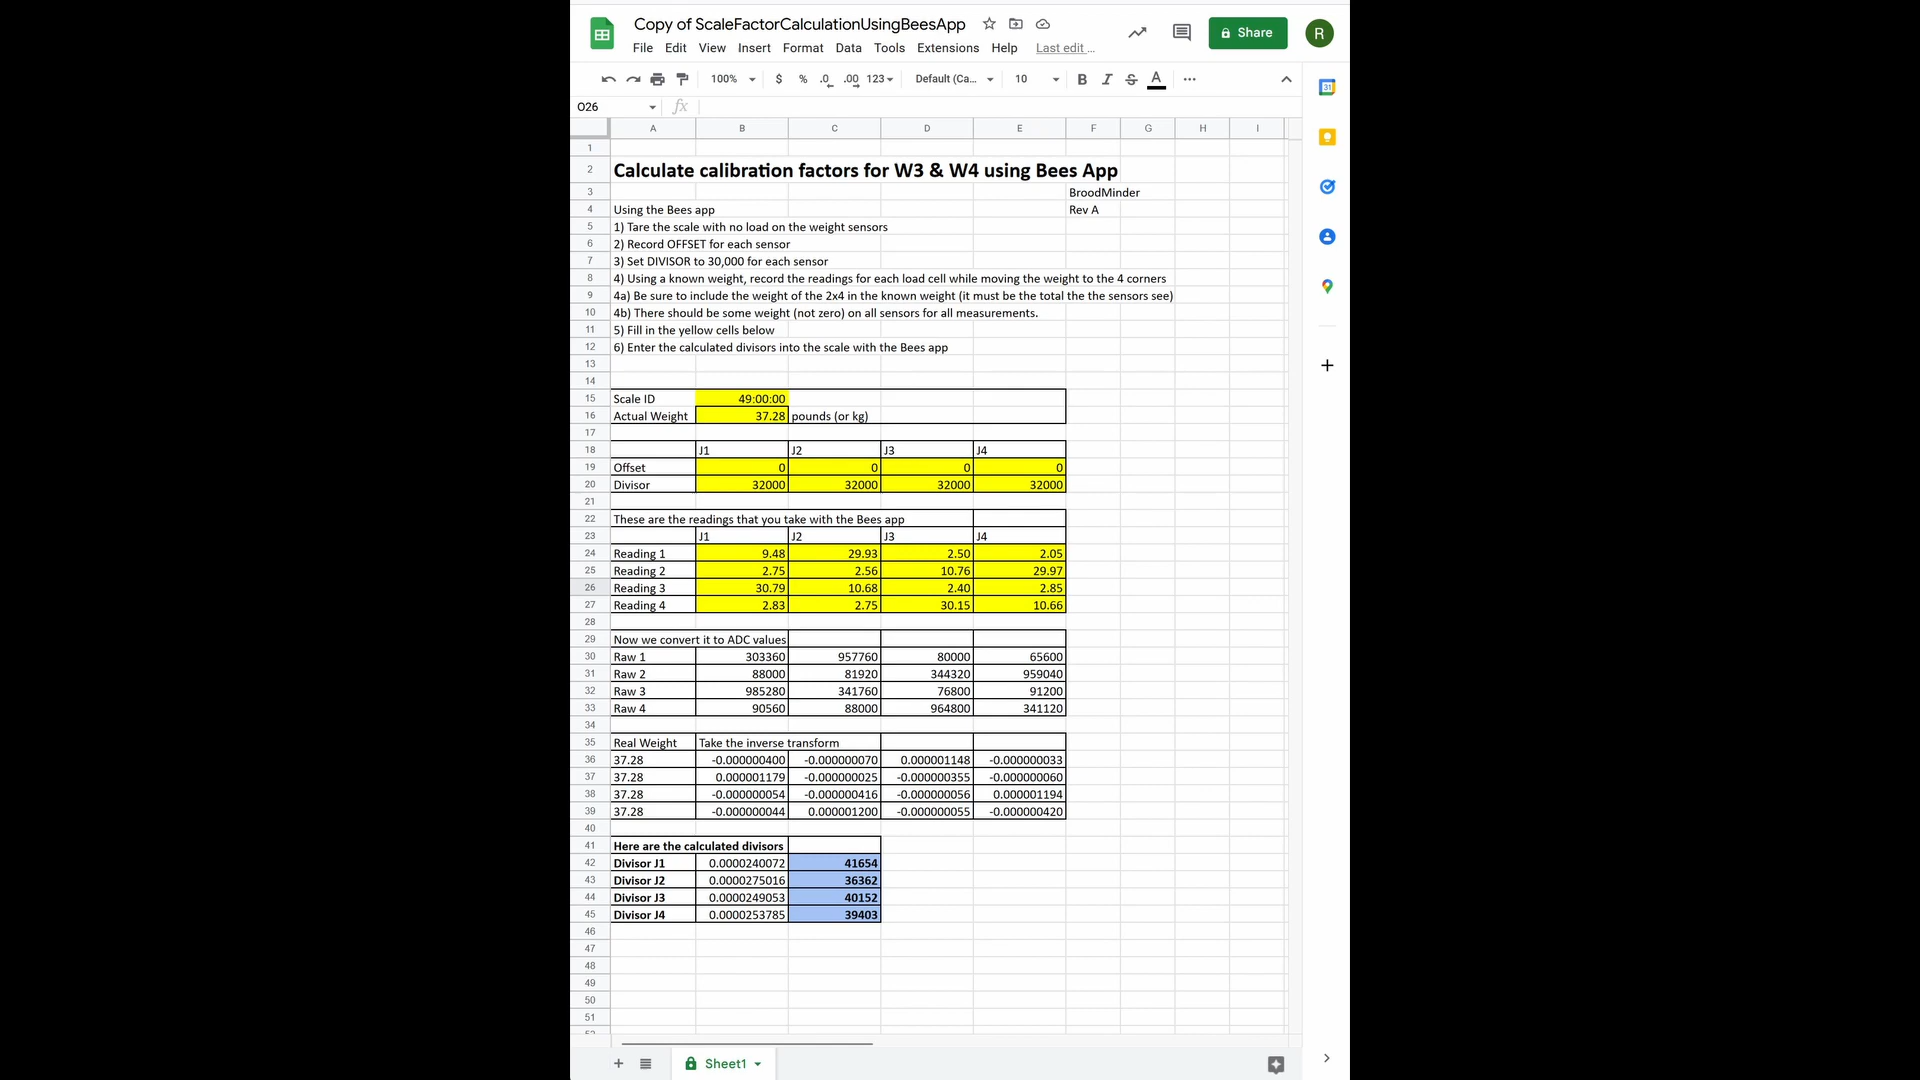 Copy of ScaleFactorCalculationUsingBeesApp
Share
R
File Edit View Insert Format Data Tools Extensions Help Last edit ...
100% $ % .0 .00 123 Default (Ca... 10 B I S A
O26 fx
A B C D E F G H I
1
2 Calculate calibration factors for W3 & W4 using Bees App
3 BroodMinder
4 Using the Bees app Rev A
5 1) Tare the scale with no load on the weight sensors
6 2) Record OFFSET for each sensor
7 3) Set DIVISOR to 30,000 for each sensor
8 4) Using a known weight, record the readings for each load cell while moving the weight to the 4 corners
9 4a) Be sure to include the weight of the 2x4 in the known weight (it must be the total the the sensors see)
10 4b) There should be some weight (not zero) on all sensors for all measurements.
11 5) Fill in the yellow cells below
12 6) Enter the calculated divisors into the scale with the Bees app
13
14
15 Scale ID 49:00:00
16 Actual Weight 37.28 pounds (or kg)
17
18 J1 J2 J3 J4
19 Offset 0 0 0 0
20 Divisor 32000 32000 32000 32000
21
22 These are the readings that you take with the Bees app
23 J1 J2 J3 J4
24 Reading 1 9.48 29.93 2.50 2.05
25 Reading 2 2.75 2.56 10.76 29.97
26 Reading 3 30.79 10.68 2.40 2.85
27 Reading 4 2.83 2.75 30.15 10.66
28
29 Now we convert it to ADC values
30 Raw 1 303360 957760 80000 65600
31 Raw 2 88000 81920 344320 959040
32 Raw 3 985280 341760 76800 91200
33 Raw 4 90560 88000 964800 341120
34
35 Real Weight Take the inverse transform
36 37.28 -0.000000400 -0.000000070 0.000001148 -0.000000033
37 37.28 0.000001179 -0.000000025 -0.000000355 -0.000000060
38 37.28 -0.000000054 -0.000000416 -0.000000056 0.000001194
39 37.28 -0.000000044 0.000001200 -0.000000055 -0.000000420
40
41 Here are the calculated divisors
42 Divisor J1 0.0000240072 41654
43 Divisor J2 0.0000275016 36362
44 Divisor J3 0.0000249053 40152
45 Divisor J4 0.0000253785 39403
46
47
48
49
50
51
Sheet1
31